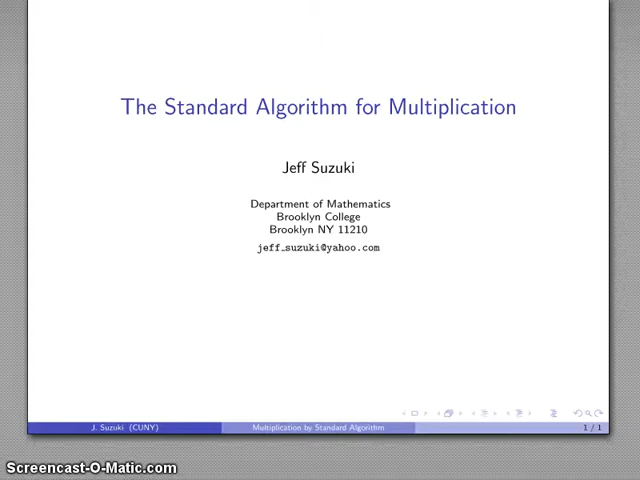 The Standard Algorithm for Multiplication
Jeff Suzuki
Department of Mathematics
Brooklyn College
Brooklyn NY 11210
jeff_suzuki@yahoo.com
J. Suzuki (CUNY)
Multiplication by Standard Algorithm
1 / 1
Screencast-O-Matic.com